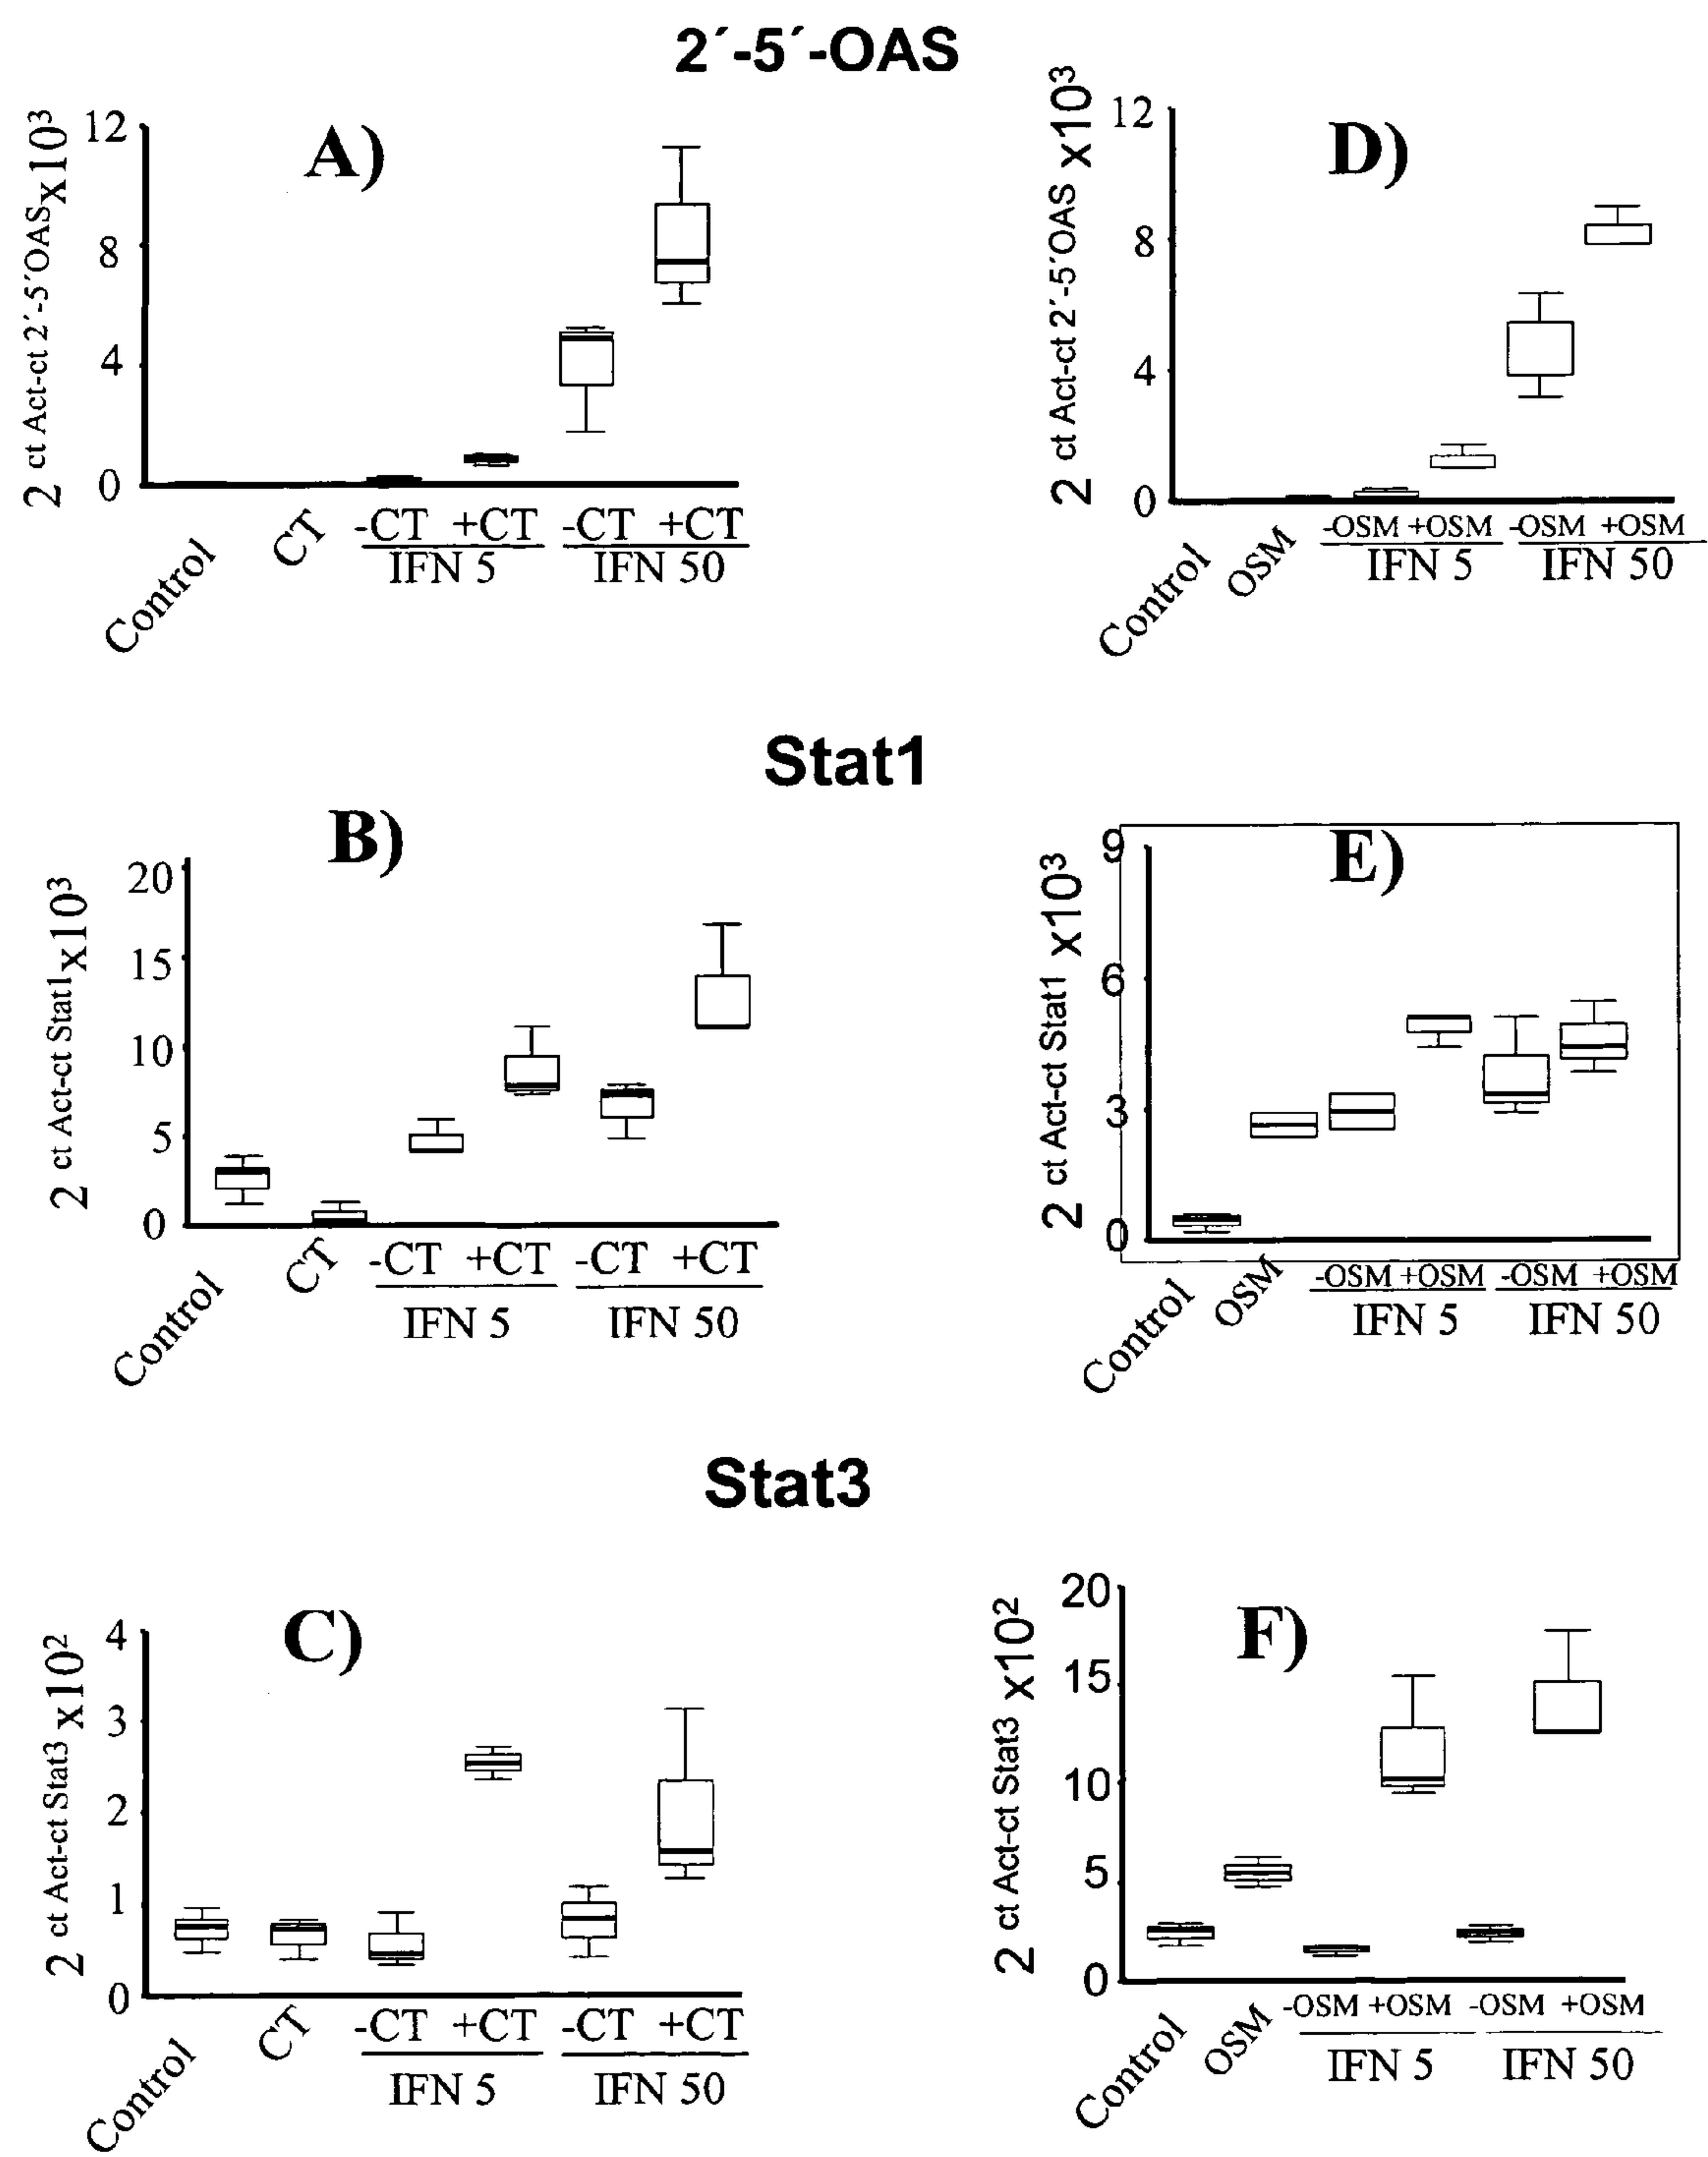 2´-5´-OAS
A)
2 ct Act-ct 2´-5´OAS x10³
12
8
4
0
Control
CT
-CT +CT -CT +CT
IFN 5 IFN 50
D)
2 ct Act-ct 2´-5´OAS x10³
12
8
4
0
Control
OSM
-OSM +OSM -OSM +OSM
IFN 5 IFN 50
Stat1
B)
2 ct Act-ct Stat1 x10³
20
15
10
5
0
Control
CT
-CT +CT -CT +CT
IFN 5 IFN 50
E)
2 ct Act-ct Stat1 x10³
9
6
3
0
Control
OSM
-OSM +OSM -OSM +OSM
IFN 5 IFN 50
Stat3
C)
2 ct Act-ct Stat3 x10²
4
3
2
1
0
Control
CT
-CT +CT -CT +CT
IFN 5 IFN 50
F)
2 ct Act-ct Stat3 x10²
20
15
10
5
0
Control
OSM
-OSM +OSM -OSM +OSM
IFN 5 IFN 50